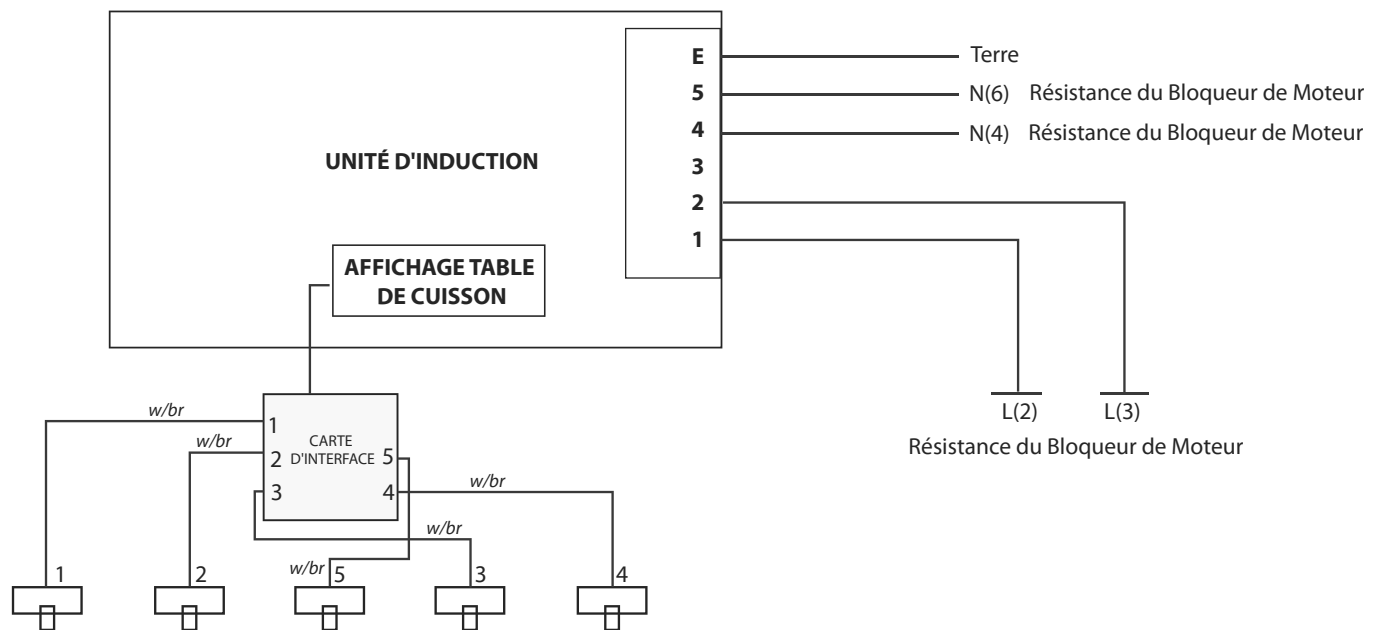 E
Terre
5
N(6) Résistance du Bloqueur de Moteur
4
N(4) Résistance du Bloqueur de Moteur
UNITÉ D'INDUCTION
3
2
1
AFFICHAGE TABLE
DE CUISSON
L(2)
L(3)
Résistance du Bloqueur de Moteur
w/br
1
w/br
CARTE
2
D'INTERFACE
5
3
4
w/br
w/br
w/br
1
2
5
3
4